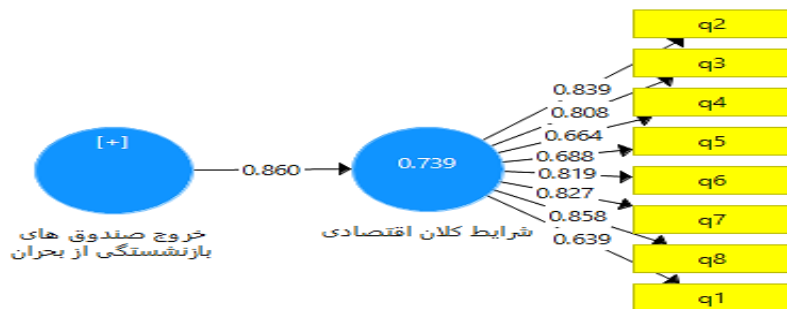 q2
q3
0.839
q4
0.808
[+]
0.664
q5
0.688
0.739
0.860
0.819
q6
0.827
q7
0.858
خروج صندوق های
بازنشستگی از بحران
شرایط کلان اقتصادی
0.639
q8
q1